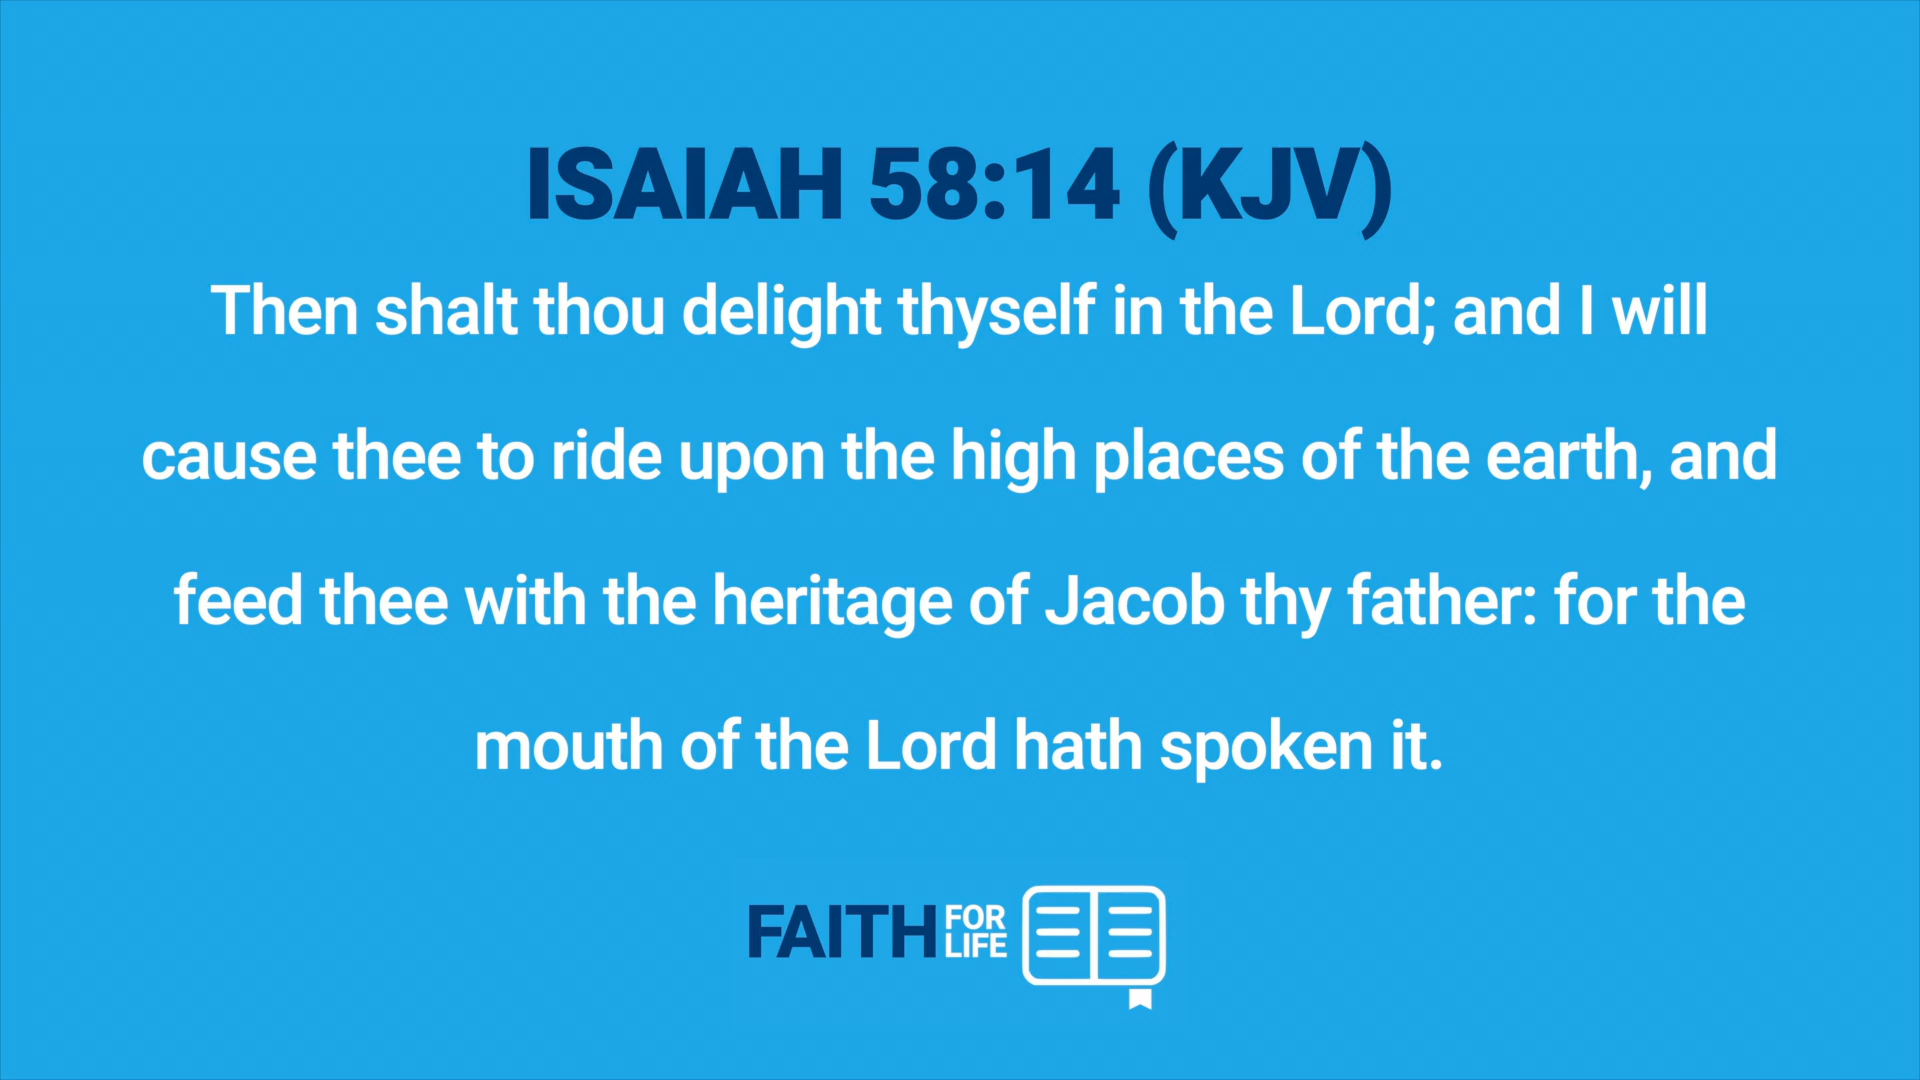 ISAIAH 58:14 (KJV)
Then shalt thou delight thyself in the Lord; and I will
cause thee to ride upon the high places of the earth, and
feed thee with the heritage of Jacob thy father: for the
mouth of the Lord hath spoken it.
FAITH FOR
LIFE